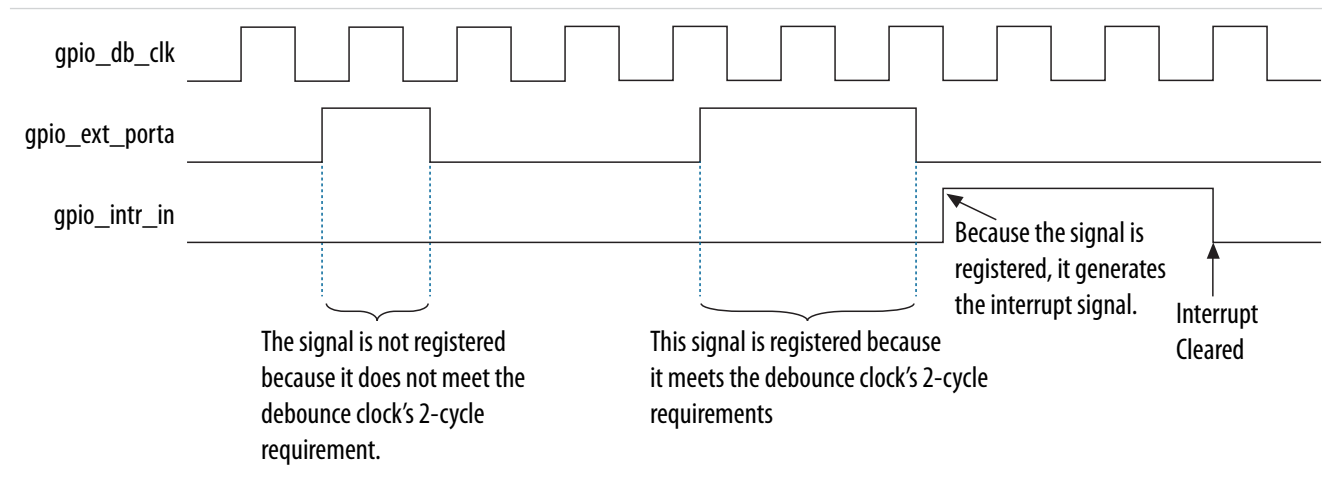 gpio_db_clk
gpio_ext_porta
gpio_intr_in
Because the signal is
registered, it generates
the interrupt signal.
Interrupt
Cleared
The signal is not registered
because it does not meet the
debounce clock’s 2-cycle
requirement.
This signal is registered because
it meets the debounce clock’s 2-cycle
requirements